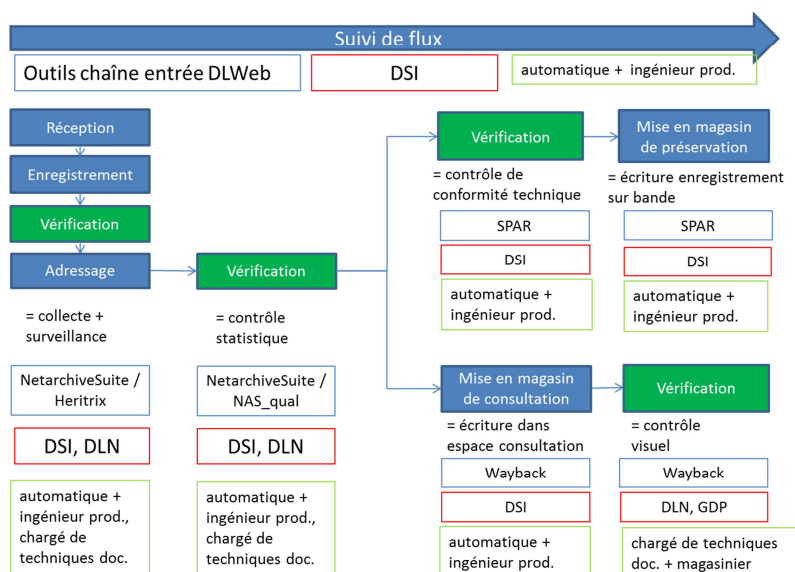 Suivi de flux
Outils chaîne entrée DLWeb
DSI
automatique + ingénieur prod.
Réception
Enregistrement
Vérification
Adressage
= collecte +
surveillance
NetarchiveSuite /
Heritrix
DSI, DLN
automatique +
ingénieur prod.,
chargé de
techniques doc.
Vérification
= contrôle
statistique
NetarchiveSuite /
NAS_qual
DSI, DLN
automatique +
ingénieur prod.,
chargé de
techniques doc.
Vérification
= contrôle de
conformité technique
SPAR
DSI
automatique +
ingénieur prod.
Mise en magasin
de préservation
= écriture enregistrement
sur bande
SPAR
DSI
automatique +
ingénieur prod.
Mise en magasin
de consultation
= écriture dans
espace consultation
Wayback
DSI
automatique +
ingénieur prod.
Vérification
= contrôle
visuel
Wayback
DLN, GDP
chargé de techniques
doc. + magasinier